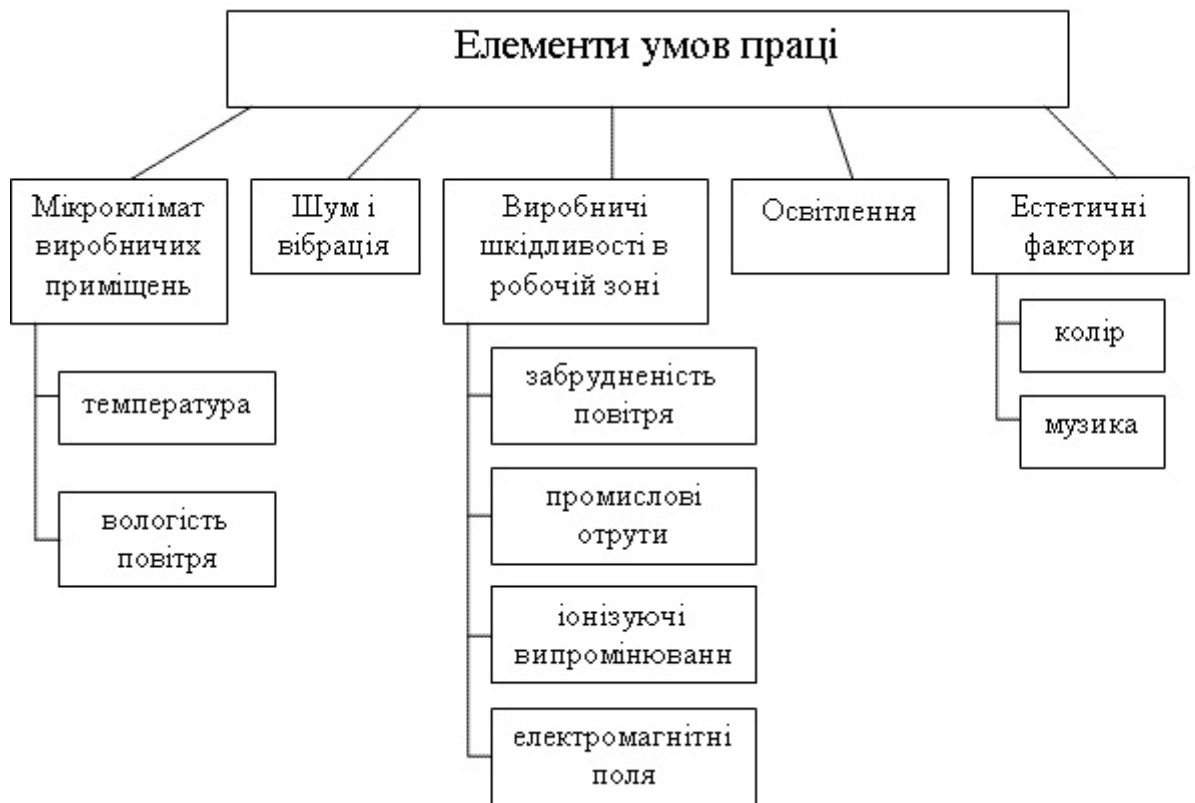 Елементи умов праці
Мікроклімат
виробничих
приміщень
Шум і
вібрація
Виробничі
шкідливості в
робочій зоні
Освітлення
Естетичні
фактори
температура
вологість
повітря
забрудненість
повітря
промислові
отрути
іонізуючі
випромінюванн
електромагнітні
поля
колір
музика